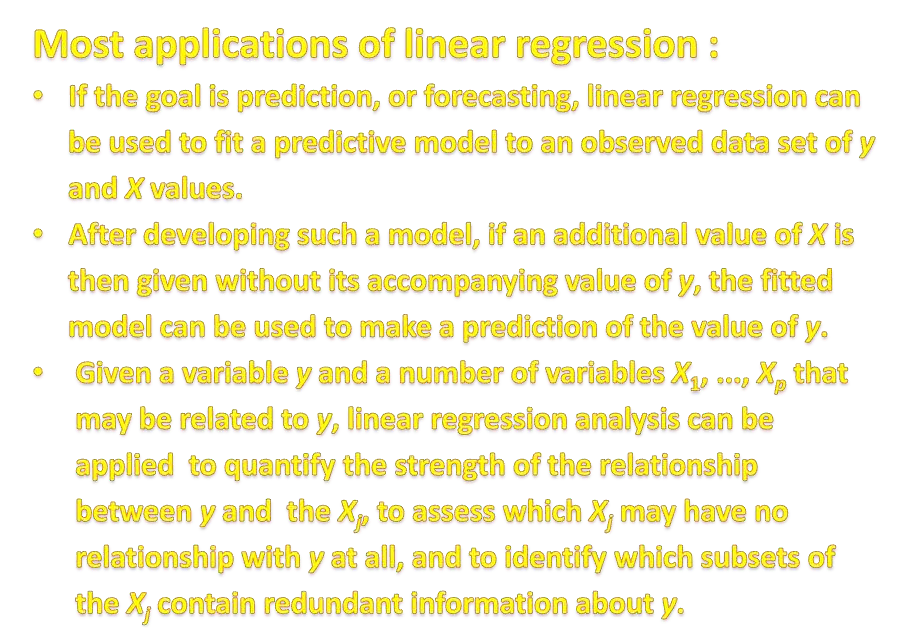 Most applications of linear regression :
• If the goal is prediction, or forecasting, linear regression can
be used to fit a predictive model to an observed data set of y
and X values.
• After developing such a model, if an additional value of X is
then given without its accompanying value of y, the fitted
model can be used to make a prediction of the value of y.
• Given a variable y and a number of variables X1, ..., Xp that
may be related to y, linear regression analysis can be
applied to quantify the strength of the relationship
between y and the Xj, to assess which Xj may have no
relationship with y at all, and to identify which subsets of
the Xj contain redundant information about y.